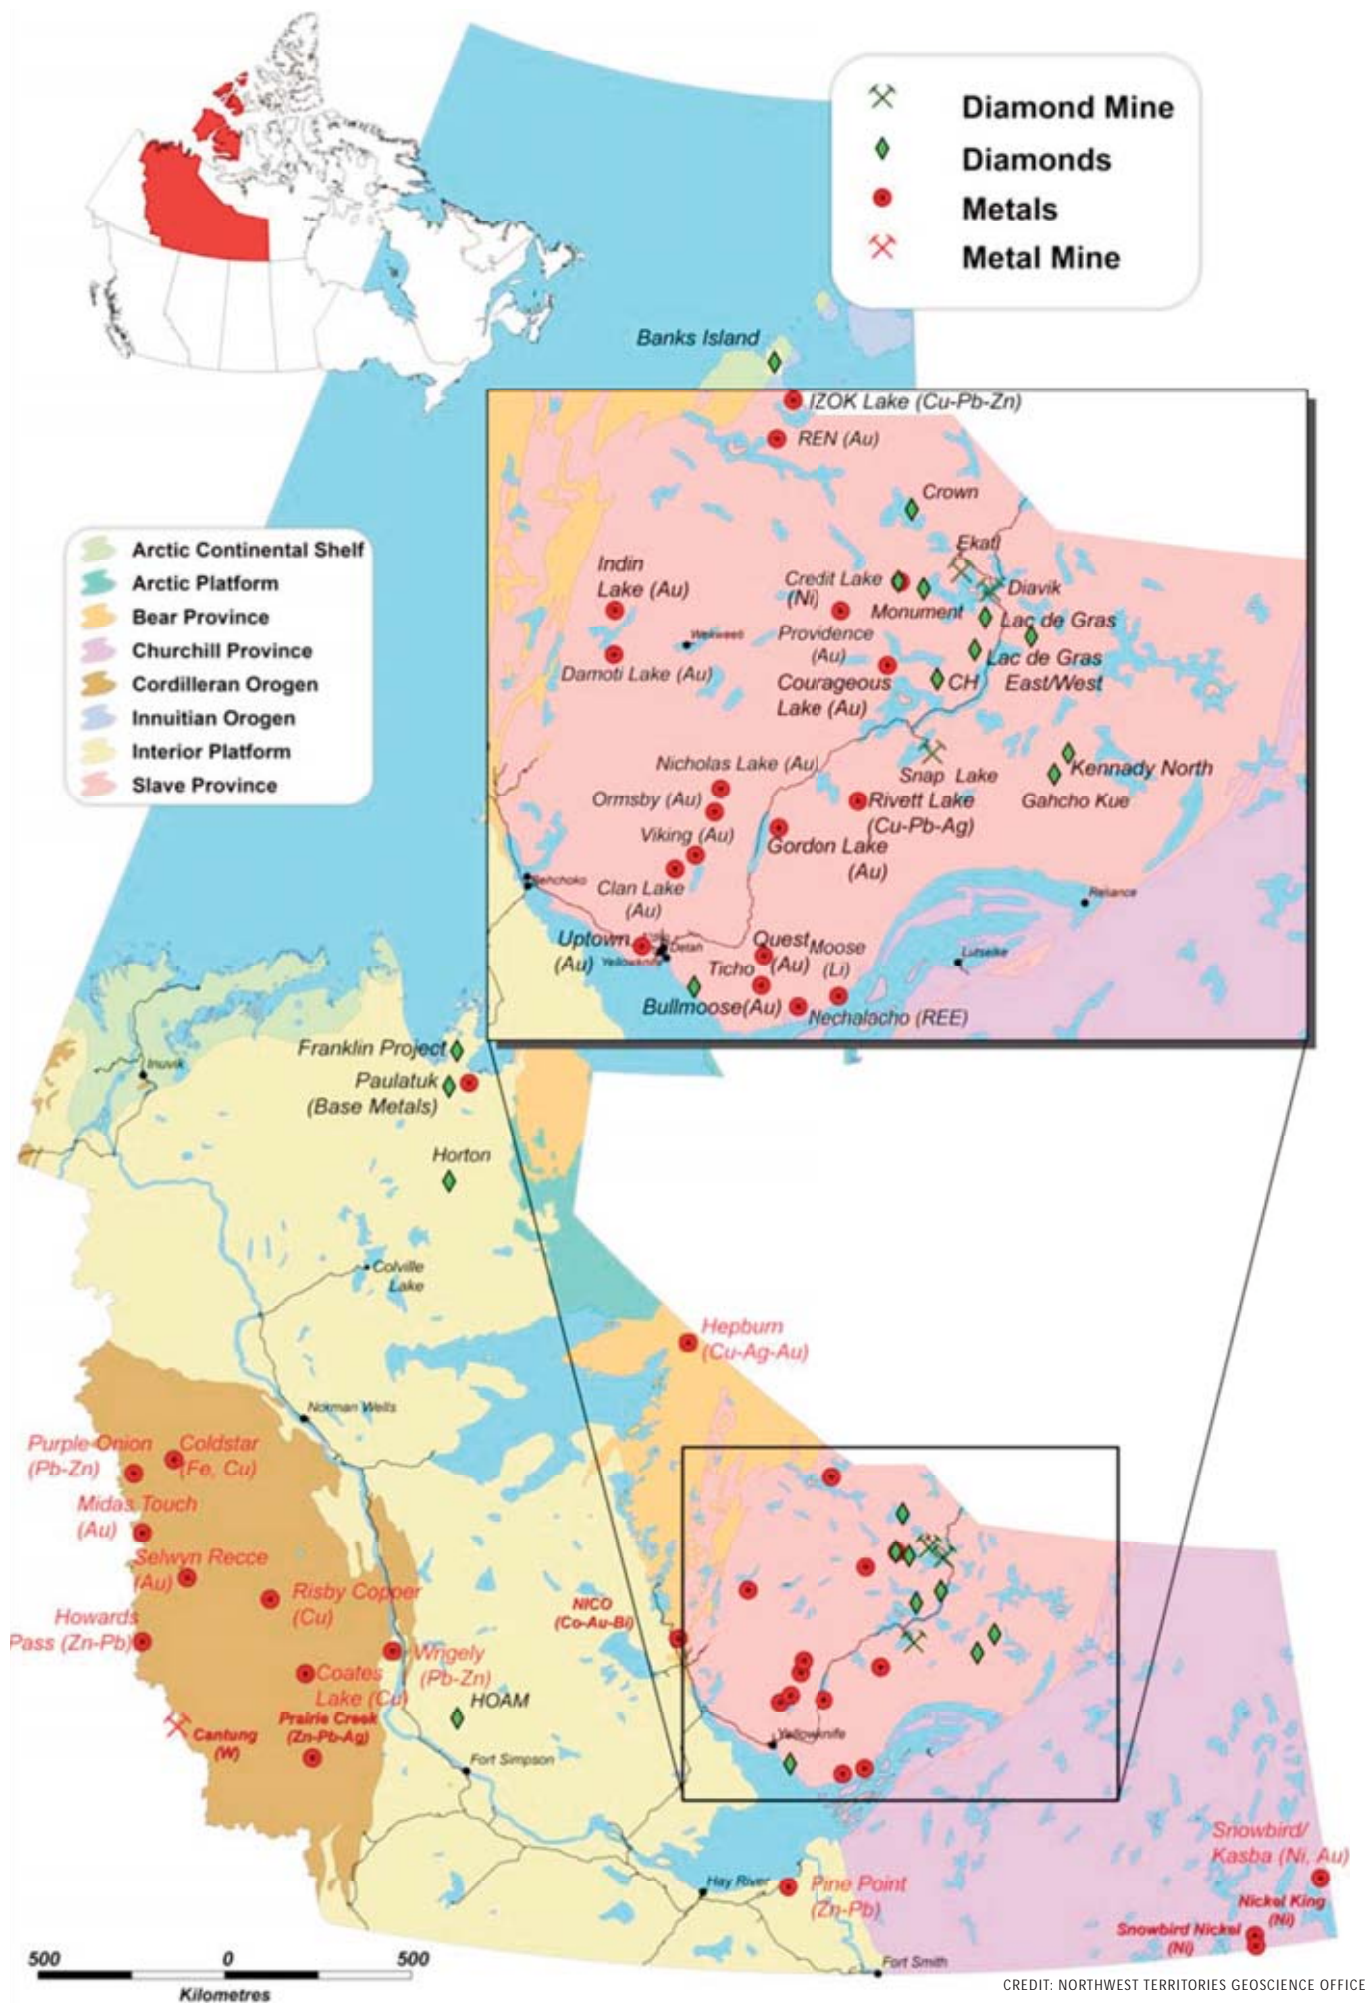 Diamond Mine
Diamonds
Metals
Metal Mine
Banks Island
IZOK Lake (Cu-Pb-Zn)
REN (Au)
Crown
Ekati
Diavik
Indin
Lake (Au)
Credit Lake
(Ni)
Monument
Lac de Gras
Wekweeti
Providence
(Au)
Damoti Lake (Au)
Courageous
Lake (Au)
CH
Lac de Gras
East/West
Nicholas Lake (Au)
Snap Lake
Kennady North
Ormsby (Au)
Rivett Lake
(Cu-Pb-Ag)
Gahcho Kue
Viking (Au)
Gordon Lake
(Au)
Behchoko
Clan Lake
(Au)
Reliance
Uptown
(Au)
Detah
Yellowknife
Quest
(Au)
Moose
(Li)
Lutselke
Ticho
Bullmoose(Au)
Nechalacho (REE)
Arctic Continental Shelf
Arctic Platform
Bear Province
Churchill Province
Cordilleran Orogen
Innuitian Orogen
Interior Platform
Slave Province
Franklin Project
Inuvik
Paulatuk
(Base Metals)
Horton
Colville
Lake
Hepburn
(Cu-Ag-Au)
Norman Wells
Purple Onion
(Pb-Zn)
Coldstar
(Fe, Cu)
Midas Touch
(Au)
Selwyn Recce
(Au)
Risby Copper
(Cu)
Howards
Pass (Zn-Pb)
NICO
(Co-Au-Bi)
Wrigely
(Pb-Zn)
Coates
Lake (Cu)
HOAM
Cantung
(W)
Prairie Creek
(Zn-Pb-Ag)
Yellowknife
Fort Simpson
Snowbird/
Kasba (Ni, Au)
Hay River
Pine Point
(Zn-Pb)
Nickel King
(Ni)
Snowbird Nickel
(Ni)
Fort Smith
500 0 500
Kilometres
CREDIT: NORTHWEST TERRITORIES GEOSCIENCE OFFICE